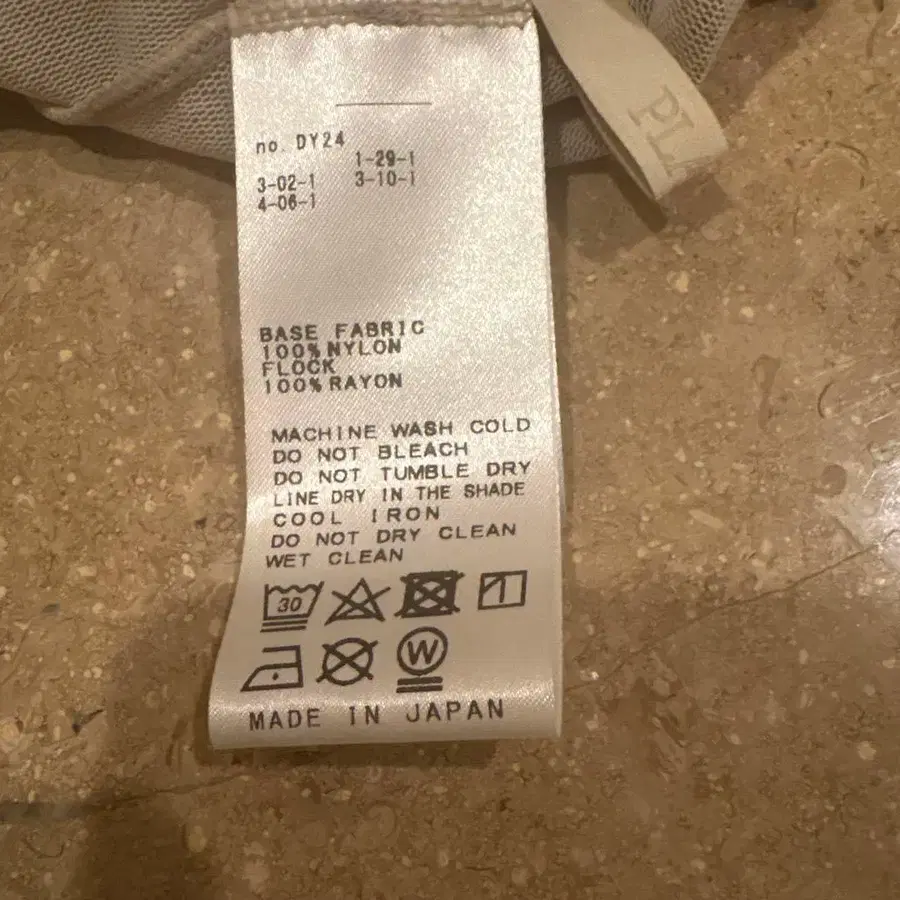 no. DY24
1-29-1
3-02-1 3-10-1
4-06-1
BASE FABRIC
100% NYLON
FLOCK
100% RAYON
MACHINE WASH COLD
DO NOT BLEACH
DO NOT TUMBLE DRY
LINE DRY IN THE SHADE
COOL IRON
DO NOT DRY CLEAN
WET CLEAN
30
W
MADE IN JAPAN
PL